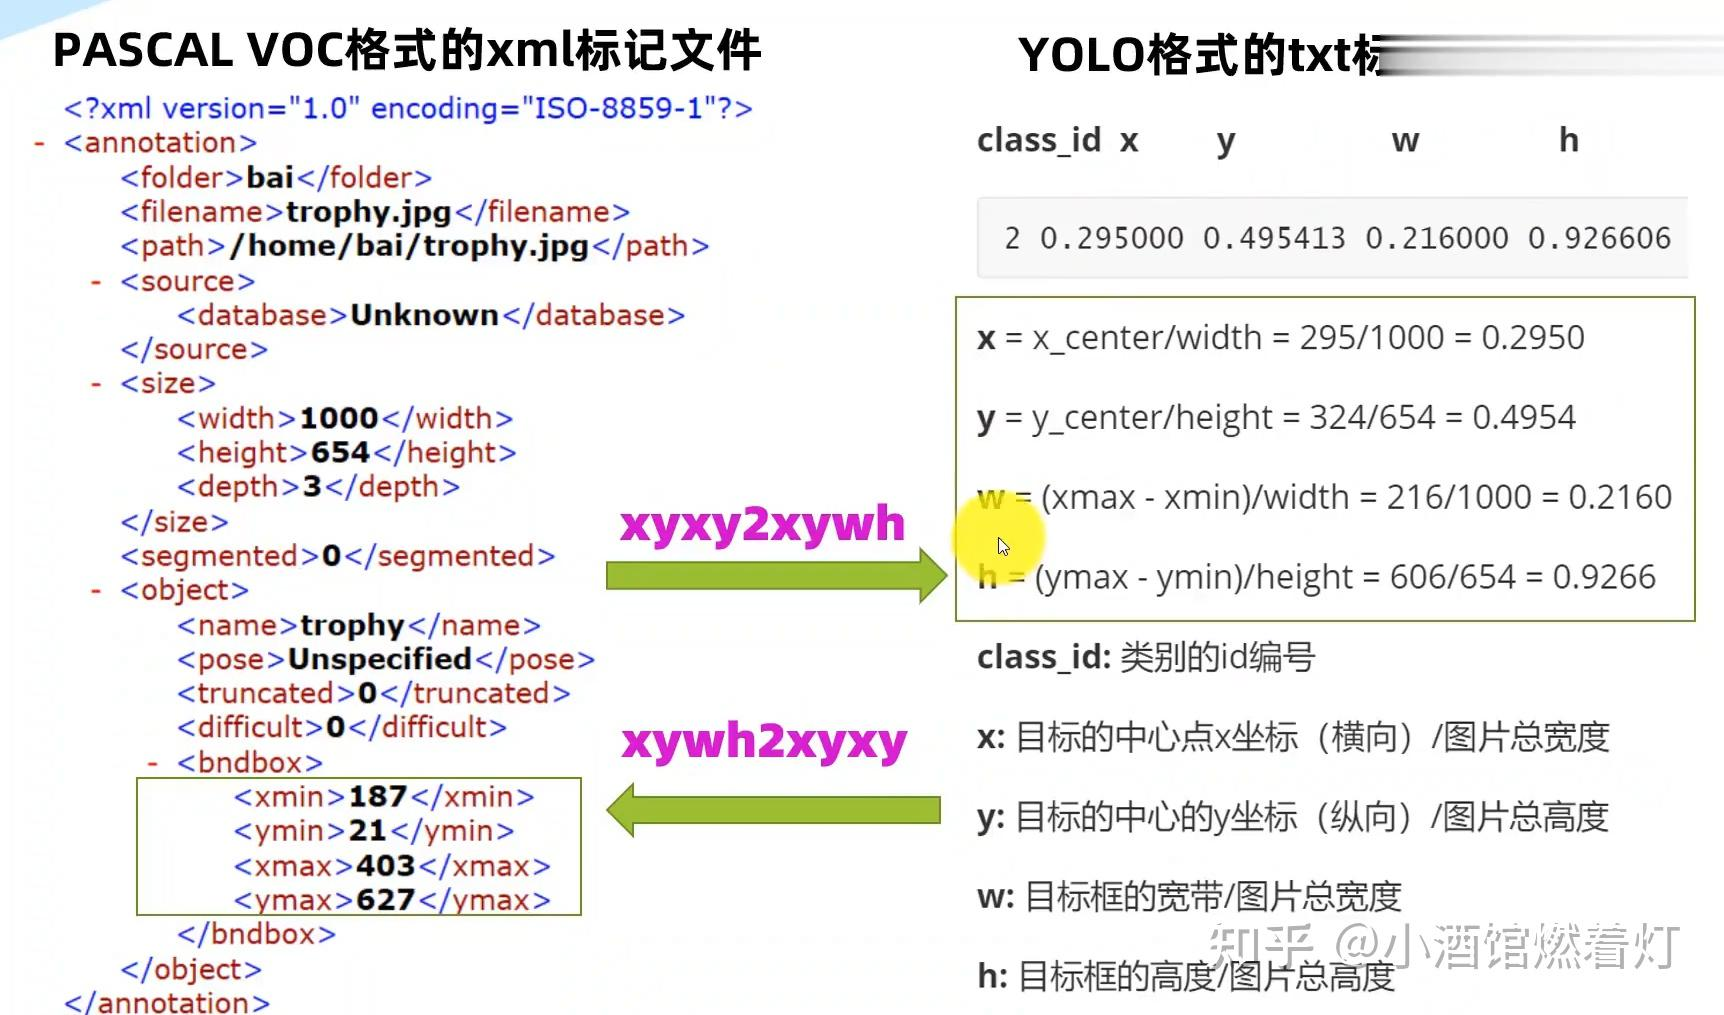 PASCAL VOC格式的xml标记文件
<?xml version="1.0" encoding="ISO-8859-1"?>
- <annotation>
<folder>bai</folder>
<filename>trophy.jpg</filename>
<path>/home/bai/trophy.jpg</path>
- <source>
<database>Unknown</database>
</source>
- <size>
<width>1000</width>
<height>654</height>
<depth>3</depth>
</size>
<segmented>0</segmented>
- <object>
<name>trophy</name>
<pose>Unspecified</pose>
<truncated>0</truncated>
<difficult>0</difficult>
- <bndbox>
<xmin>187</xmin>
<ymin>21</ymin>
<xmax>403</xmax>
<ymax>627</ymax>
</bndbox>
</object>
</annotation>
xyxy2xywh
xywh2xyxy
YOLO格式的txt标
class_id x y w h
2 0.295000 0.495413 0.216000 0.926606
x = x_center/width = 295/1000 = 0.2950
y = y_center/height = 324/654 = 0.4954
w = (xmax - xmin)/width = 216/1000 = 0.2160
h = (ymax - ymin)/height = 606/654 = 0.9266
class_id: 类别的id编号
x: 目标的中心点x坐标（横向）/图片总宽度
y: 目标的中心的y坐标（纵向）/图片总高度
w: 目标框的宽带/图片总宽度
h: 目标框的高度/图片总高度
知乎 @小酒馆燃着灯